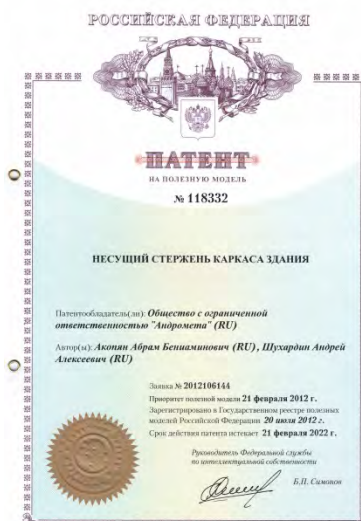 РОССИЙСКАЯ ФЕДЕРАЦИЯ
ПАТЕНТ
НА ПОЛЕЗНУЮ МОДЕЛЬ
№ 118332
НЕСУЩИЙ СТЕРЖЕНЬ КАРКАСА ЗДАНИЯ
Патентообладатель(ли): Общество с ограниченной
ответственностью "Андромета" (RU)
Автор(ы): Акопян Абрам Бениаминович (RU), Шухардин Андрей
Алексеевич (RU)
Заявка № 2012106144
Приоритет полезной модели 21 февраля 2012 г.
Зарегистрировано в Государственном реестре полезных
моделей Российской Федерации 20 июля 2012 г.
Срок действия патента истекает 21 февраля 2022 г.
Руководитель Федеральной службы
по интеллектуальной собственности
Б.П. Симонов